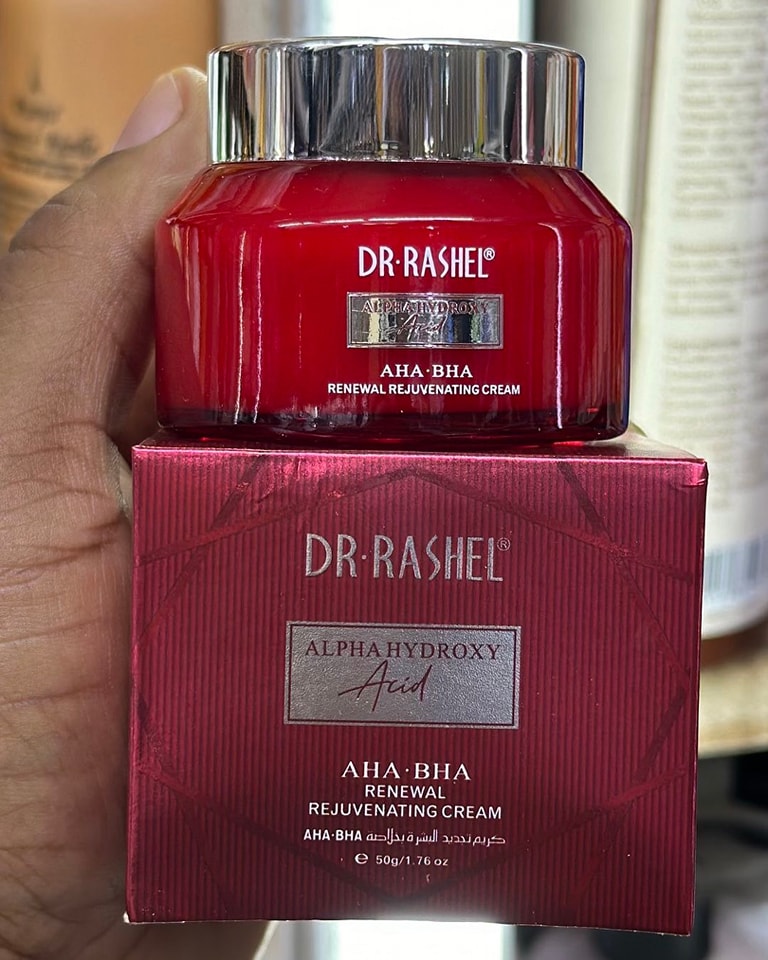 DR·RASHEL®
ALPHA HYDROXY
Acid
AHA·BHA
RENEWAL REJUVENATING CREAM
DR·RASHEL®
ALPHA HYDROXY
Acid
AHA·BHA
RENEWAL
REJUVENATING CREAM
كريم تجديد البشرة بخلاصة AHA·BHA
℮ 50g/1.76 oz